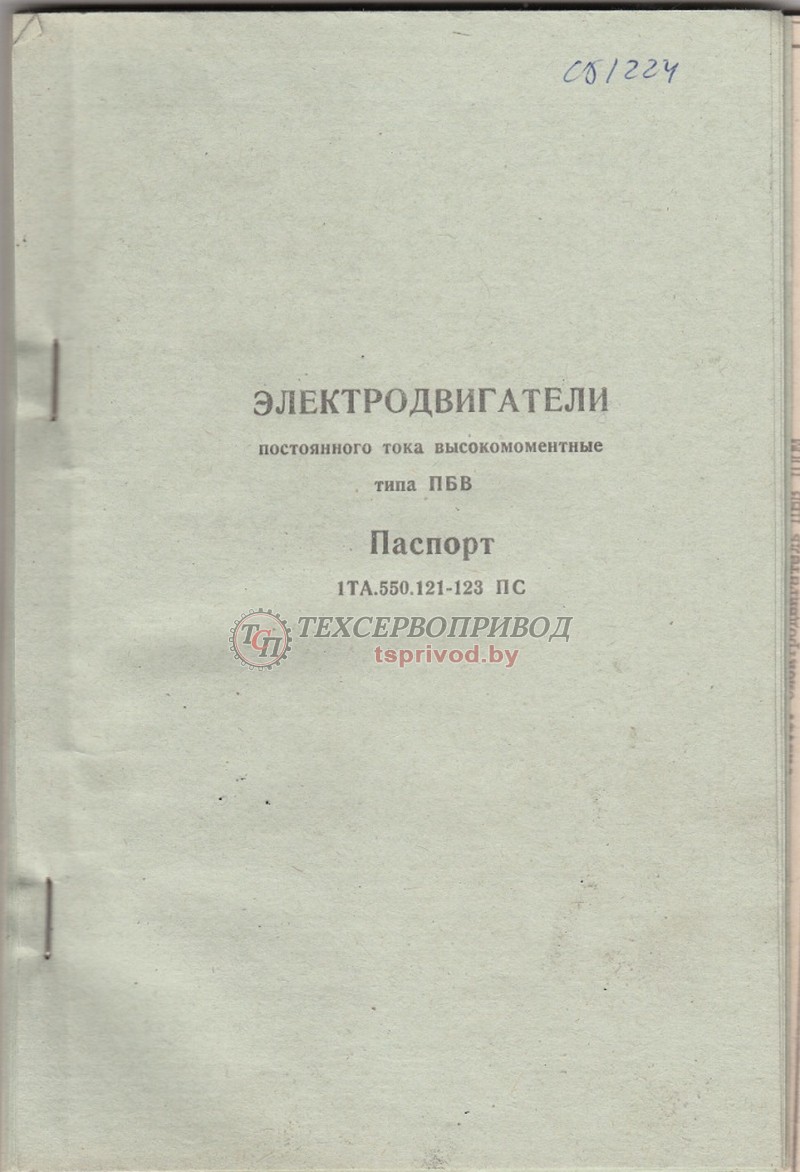 сб1224
ЭЛЕКТРОДВИГАТЕЛИ
постоянного тока высокомоментные
типа ПБВ
Паспорт
1ТА.550.121-123 ПС
ТСП ТЕХСЕРВОПРИВОД
tsprivod.by